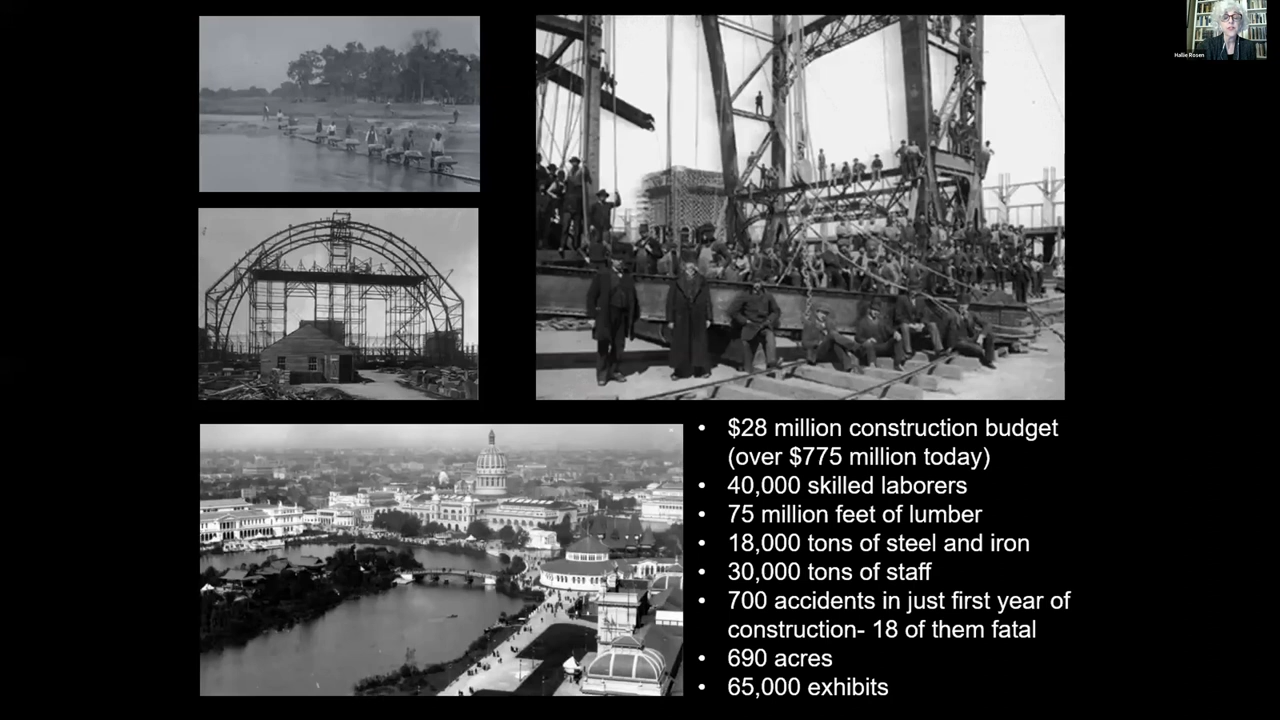 Hallie Rosen
• $28 million construction budget
(over $775 million today)
• 40,000 skilled laborers
• 75 million feet of lumber
• 18,000 tons of steel and iron
• 30,000 tons of staff
• 700 accidents in just first year of
construction- 18 of them fatal
• 690 acres
• 65,000 exhibits